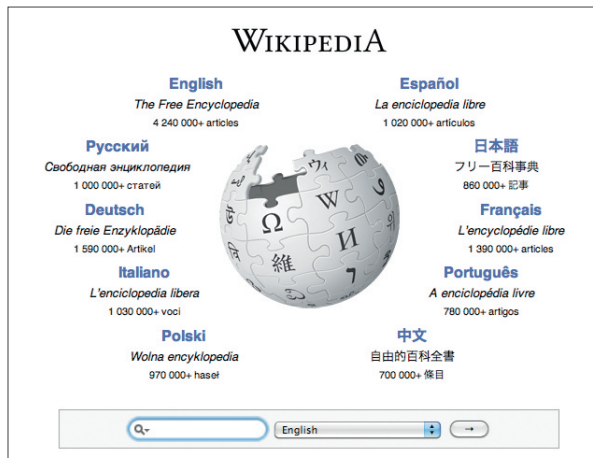 WIKIPEDIA
English
The Free Encyclopedia
4 240 000+ articles
Español
La enciclopedia libre
1 020 000+ artículos
Русский
Свободная энциклопедия
1 000 000+ статей
日本語
フリー百科事典
860 000+ 記事
Deutsch
Die freie Enzyklopädie
1 590 000+ Artikel
Français
L'encyclopédie libre
1 390 000+ articles
Italiano
L'enciclopedia libera
1 030 000+ voci
Português
A enciclopédia livre
780 000+ artigos
Polski
Wolna encyklopedia
970 000+ haseł
中文
自由的百科全書
700 000+ 條目
Ω
W
ウィ
維
И
English
→